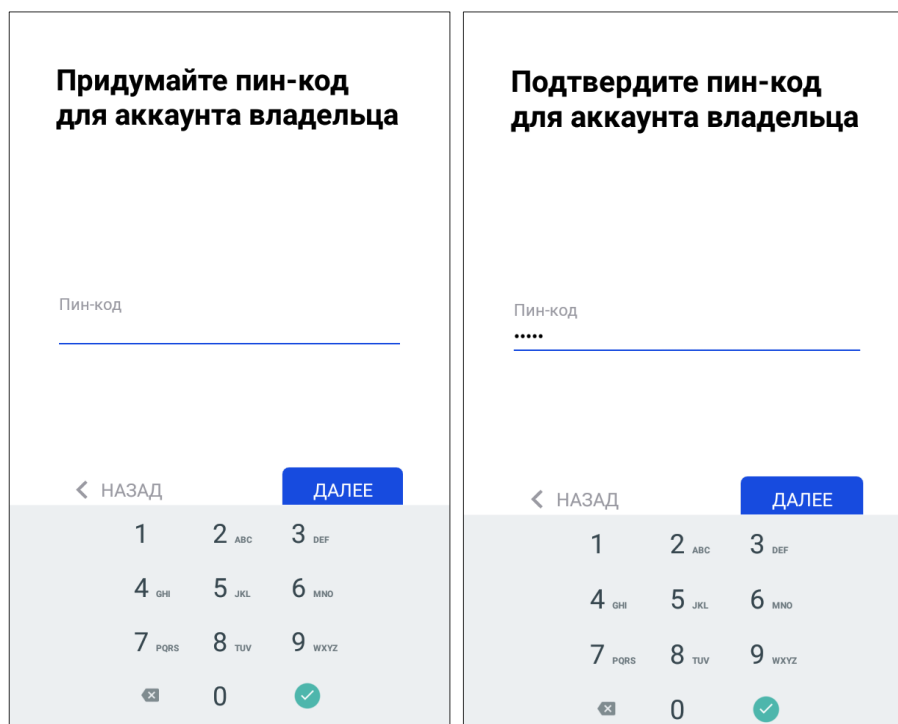 Придумайте пин-код
для аккаунта владельца
Пин-код
НАЗАД ДАЛЕЕ
1 2 ABC 3 DEF
4 GHI 5 JKL 6 MNO
7 PQRS 8 TUV 9 WXYZ
0
Подтвердите пин-код
для аккаунта владельца
Пин-код
•••••
НАЗАД ДАЛЕЕ
1 2 ABC 3 DEF
4 GHI 5 JKL 6 MNO
7 PQRS 8 TUV 9 WXYZ
0